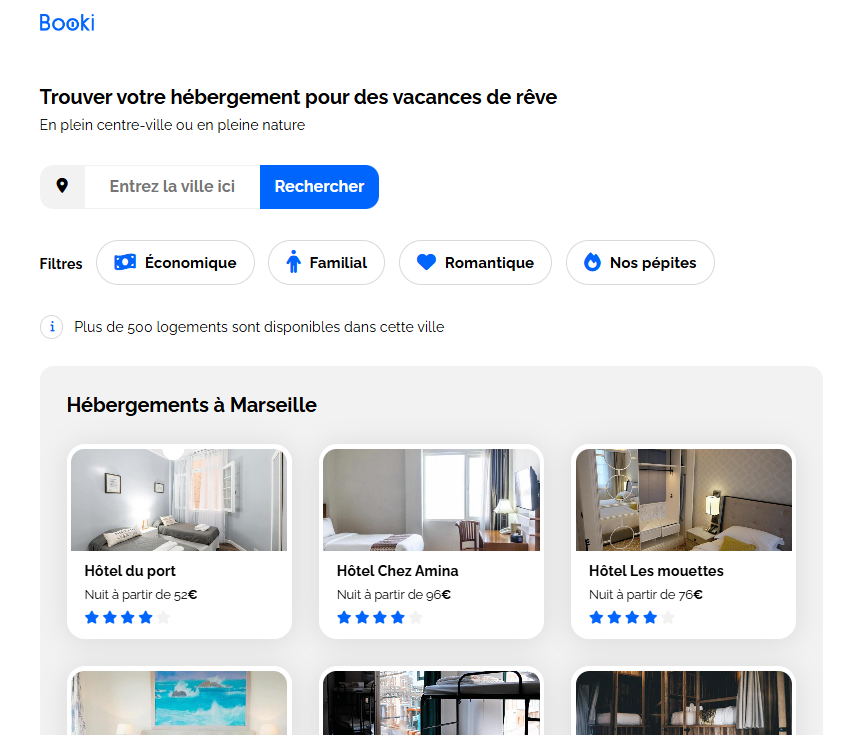 Booki
Trouver votre hébergement pour des vacances de rêve
En plein centre-ville ou en pleine nature
Entrez la ville ici Rechercher
Filtres Économique Familial Romantique Nos pépites
i Plus de 500 logements sont disponibles dans cette ville
Hébergements à Marseille
Hôtel du port
Nuit à partir de 52€
Hôtel Chez Amina
Nuit à partir de 96€
Hôtel Les mouettes
Nuit à partir de 76€